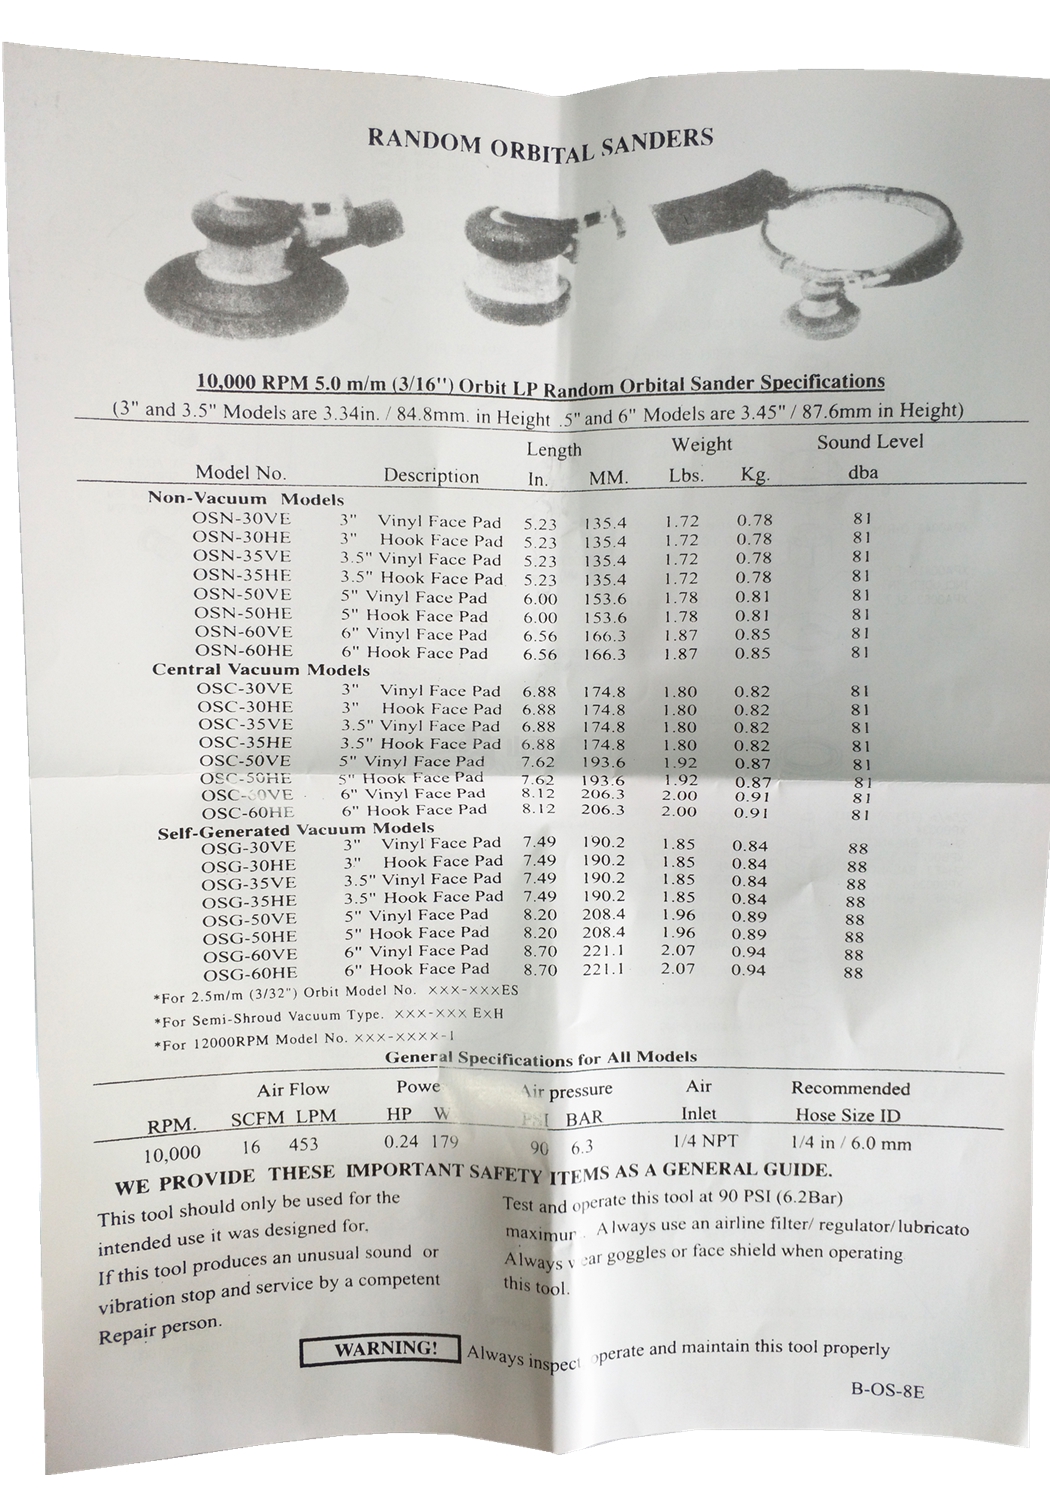 RANDOM ORBITAL SANDERS
10,000 RPM 5.0 m/m (3/16") Orbit LP Random Orbital Sander Specifications
(3" and 3.5" Models are 3.34in. / 84.8mm. in Height .5" and 6" Models are 3.45" / 87.6mm in Height)
Length Weight Sound Level
Model No. Description In. MM. Lbs. Kg. dba
Non-Vacuum Models
OSN-30VE 3" Vinyl Face Pad 5.23 135.4 1.72 0.78 81
OSN-30HE 3" Hook Face Pad 5.23 135.4 1.72 0.78 81
OSN-35VE 3.5" Vinyl Face Pad 5.23 135.4 1.72 0.78 81
OSN-35HE 3.5" Hook Face Pad 5.23 135.4 1.72 0.78 81
OSN-50VE 5" Vinyl Face Pad 6.00 153.6 1.78 0.81 81
OSN-50HE 5" Hook Face Pad 6.00 153.6 1.78 0.81 81
OSN-60VE 6" Vinyl Face Pad 6.56 166.3 1.87 0.85 81
OSN-60HE 6" Hook Face Pad 6.56 166.3 1.87 0.85 81
Central Vacuum Models
OSC-30VE 3" Vinyl Face Pad 6.88 174.8 1.80 0.82 81
OSC-30HE 3" Hook Face Pad 6.88 174.8 1.80 0.82 81
OSC-35VE 3.5" Vinyl Face Pad 6.88 174.8 1.80 0.82 81
OSC-35HE 3.5" Hook Face Pad 6.88 174.8 1.80 0.82 81
OSC-50VE 5" Vinyl Face Pad 7.62 193.6 1.92 0.87 81
OSC-50HE 5" Hook Face Pad 7.62 193.6 1.92 0.87 81
OSC-60VE 6" Vinyl Face Pad 8.12 206.3 2.00 0.91 81
OSC-60HE 6" Hook Face Pad 8.12 206.3 2.00 0.91 81
Self-Generated Vacuum Models
OSG-30VE 3" Vinyl Face Pad 7.49 190.2 1.85 0.84 88
OSG-30HE 3" Hook Face Pad 7.49 190.2 1.85 0.84 88
OSG-35VE 3.5" Vinyl Face Pad 7.49 190.2 1.85 0.84 88
OSG-35HE 3.5" Hook Face Pad 7.49 190.2 1.85 0.84 88
OSG-50VE 5" Vinyl Face Pad 8.20 208.4 1.96 0.89 88
OSG-50HE 5" Hook Face Pad 8.20 208.4 1.96 0.89 88
OSG-60VE 6" Vinyl Face Pad 8.70 221.1 2.07 0.94 88
OSG-60HE 6" Hook Face Pad 8.70 221.1 2.07 0.94 88
*For 2.5m/m (3/32") Orbit Model No. XXX-XXXES
*For Semi-Shroud Vacuum Type. XXX-XXX ExH
*For 12000RPM Model No. XXX-XXXX-1
General Specifications for All Models
Air Flow Powe Air pressure Air Recommended
RPM. SCFM LPM HP W PSI BAR Inlet Hose Size ID
10,000 16 453 0.24 179 90 6.3 1/4 NPT 1/4 in / 6.0 mm
WE PROVIDE THESE IMPORTANT SAFETY ITEMS AS A GENERAL GUIDE.
This tool should only be used for the
intended use it was designed for.
If this tool produces an unusual sound or
vibration stop and service by a competent
Repair person.
Test and operate this tool at 90 PSI (6.2Bar)
maximum. Always use an airline filter/ regulator/ lubricato
Always wear goggles or face shield when operating
this tool.
WARNING! Always inspect, operate and maintain this tool properly
B-OS-8E